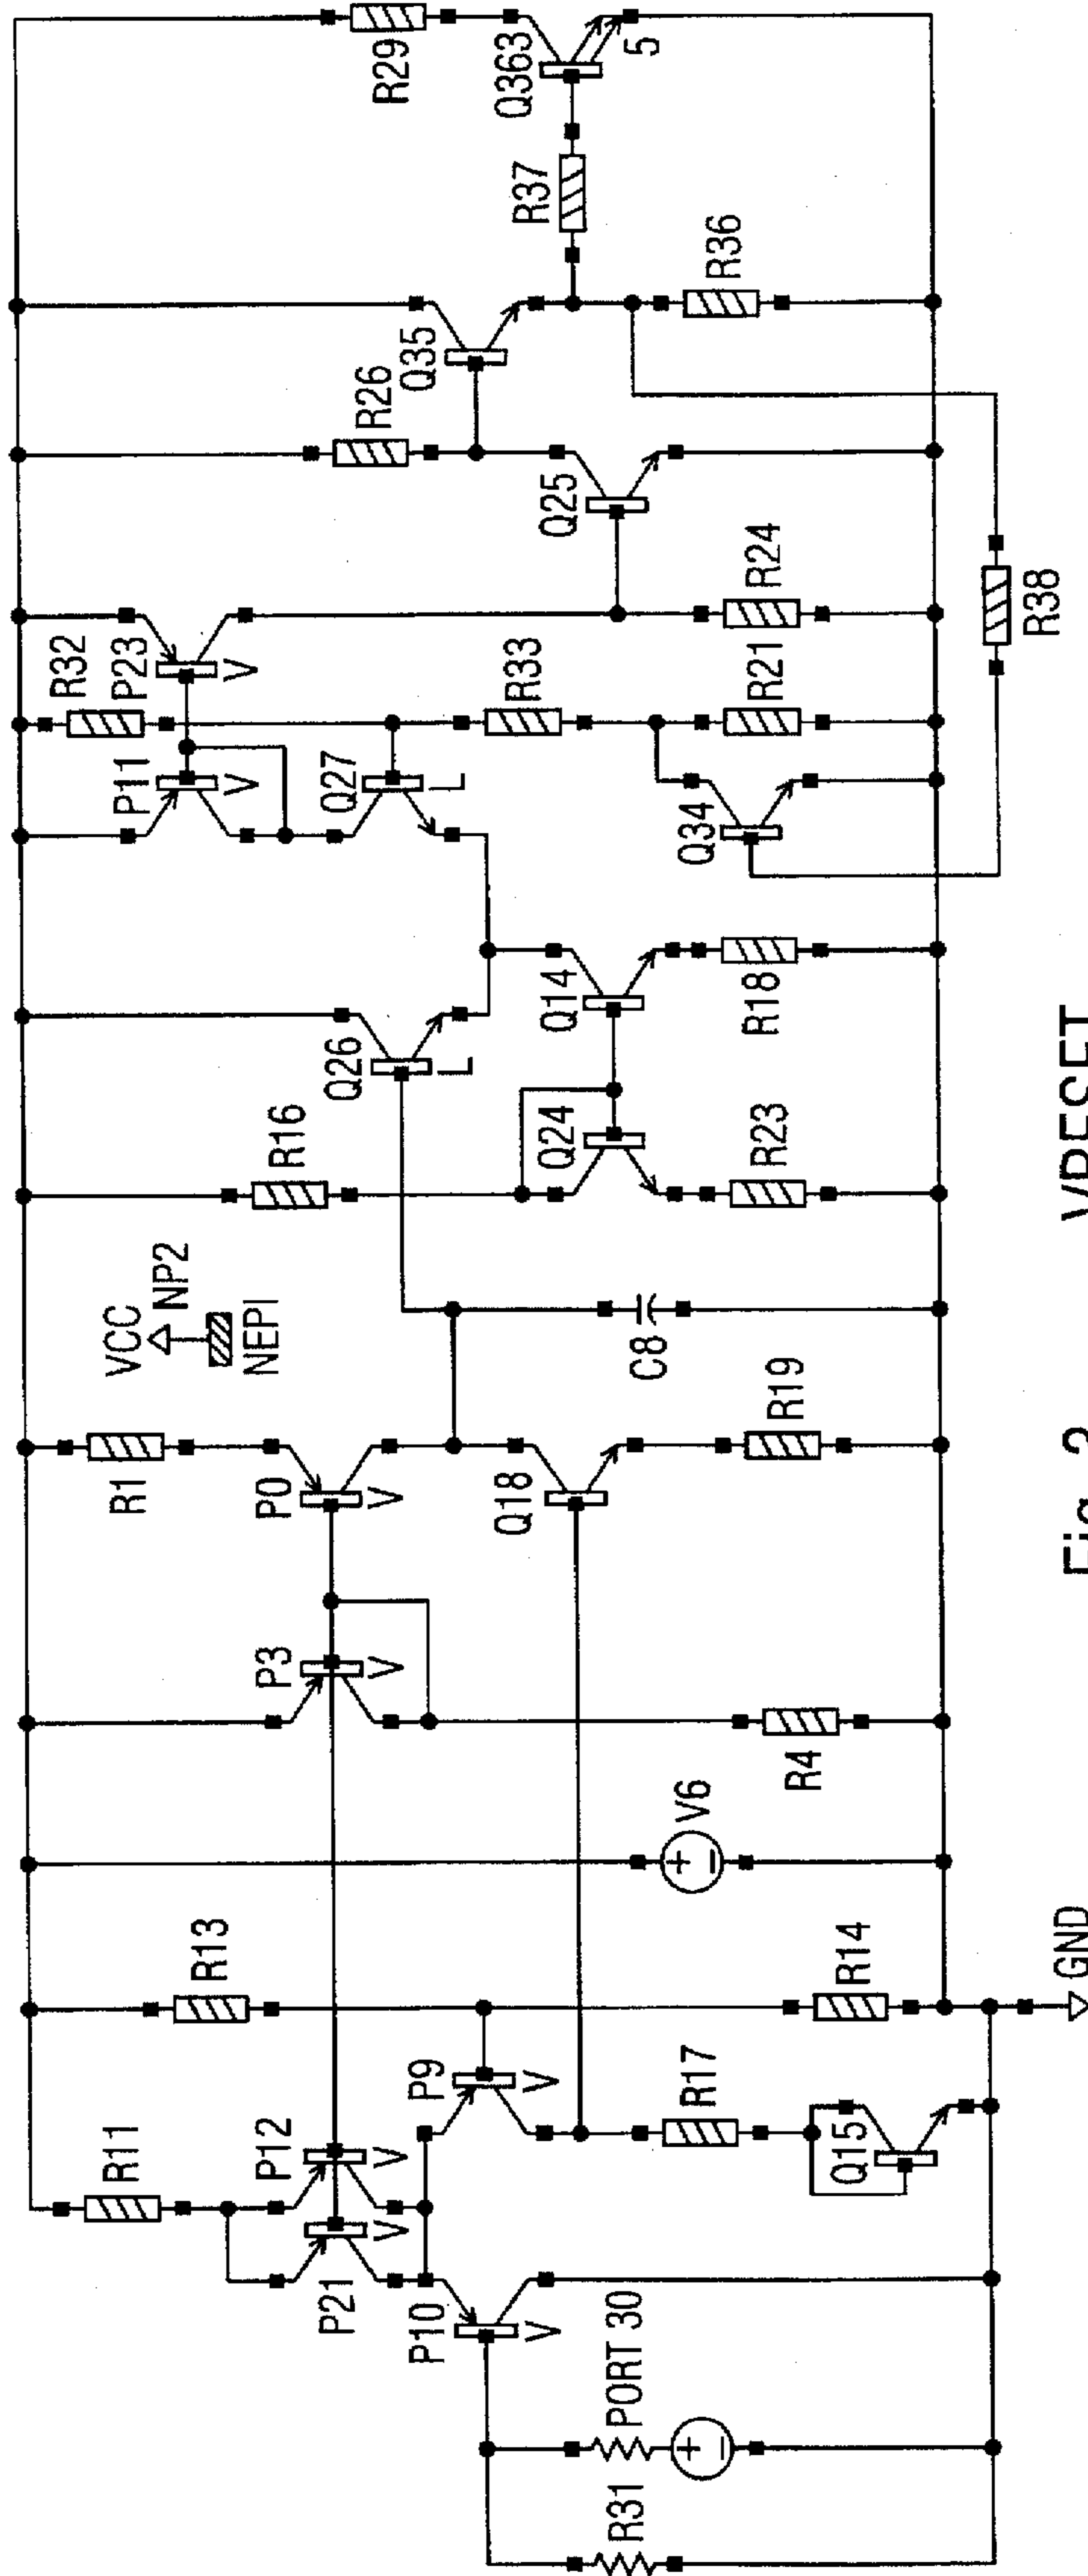 R31
PORT 30
P10
V
P21
V
P12
V
R11
P9
V
R17
Q15
R13
R14
GND
V6
P3
V
R4
R1
P0
V
Q18
R19
VCC
NP2
NEPI
C8
R16
Q24
R23
Q26
L
Q14
R18
P11
V
Q27
L
R32
P23
V
R33
Q34
R21
R24
R38
R26
Q25
Q35
R36
R37
R29
Q363
5
Fig
VRESET